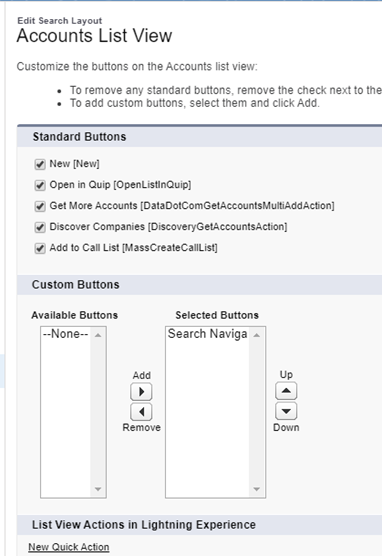 Edit Search Layout
Accounts List View
Customize the buttons on the Accounts list view:
• To remove any standard buttons, remove the check next to the
• To add custom buttons, select them and click Add.
Standard Buttons
New [New]
Open in Quip [OpenListInQuip]
Get More Accounts [DataDotComGetAccountsMultiAddAction]
Discover Companies [DiscoveryGetAccountsAction]
Add to Call List [MassCreateCallList]
Custom Buttons
Available Buttons Selected Buttons
--None-- Search Naviga
Add Up
Remove Down
List View Actions in Lightning Experience
New Quick Action